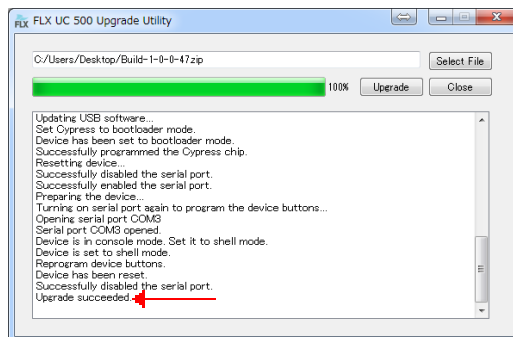 FLX UC 500 Upgrade Utility
C:/Users/Desktop/Build-1-0-0-47.zip
Select File
100%
Upgrade
Close
Updating USB software...
Set Cypress to bootloader mode.
Device has been set to bootloader mode.
Successfully programmed the Cypress chip.
Resetting device...
Successfully disabled the serial port.
Successfully enabled the serial port.
Preparing the device...
Turning on serial port again to program the device buttons...
Opening serial port COM3
Serial port COM3 opened.
Device is in console mode. Set it to shell mode.
Device is set to shell mode.
Reprogram device buttons.
Device has been reset.
Successfully disabled the serial port.
Upgrade succeeded.